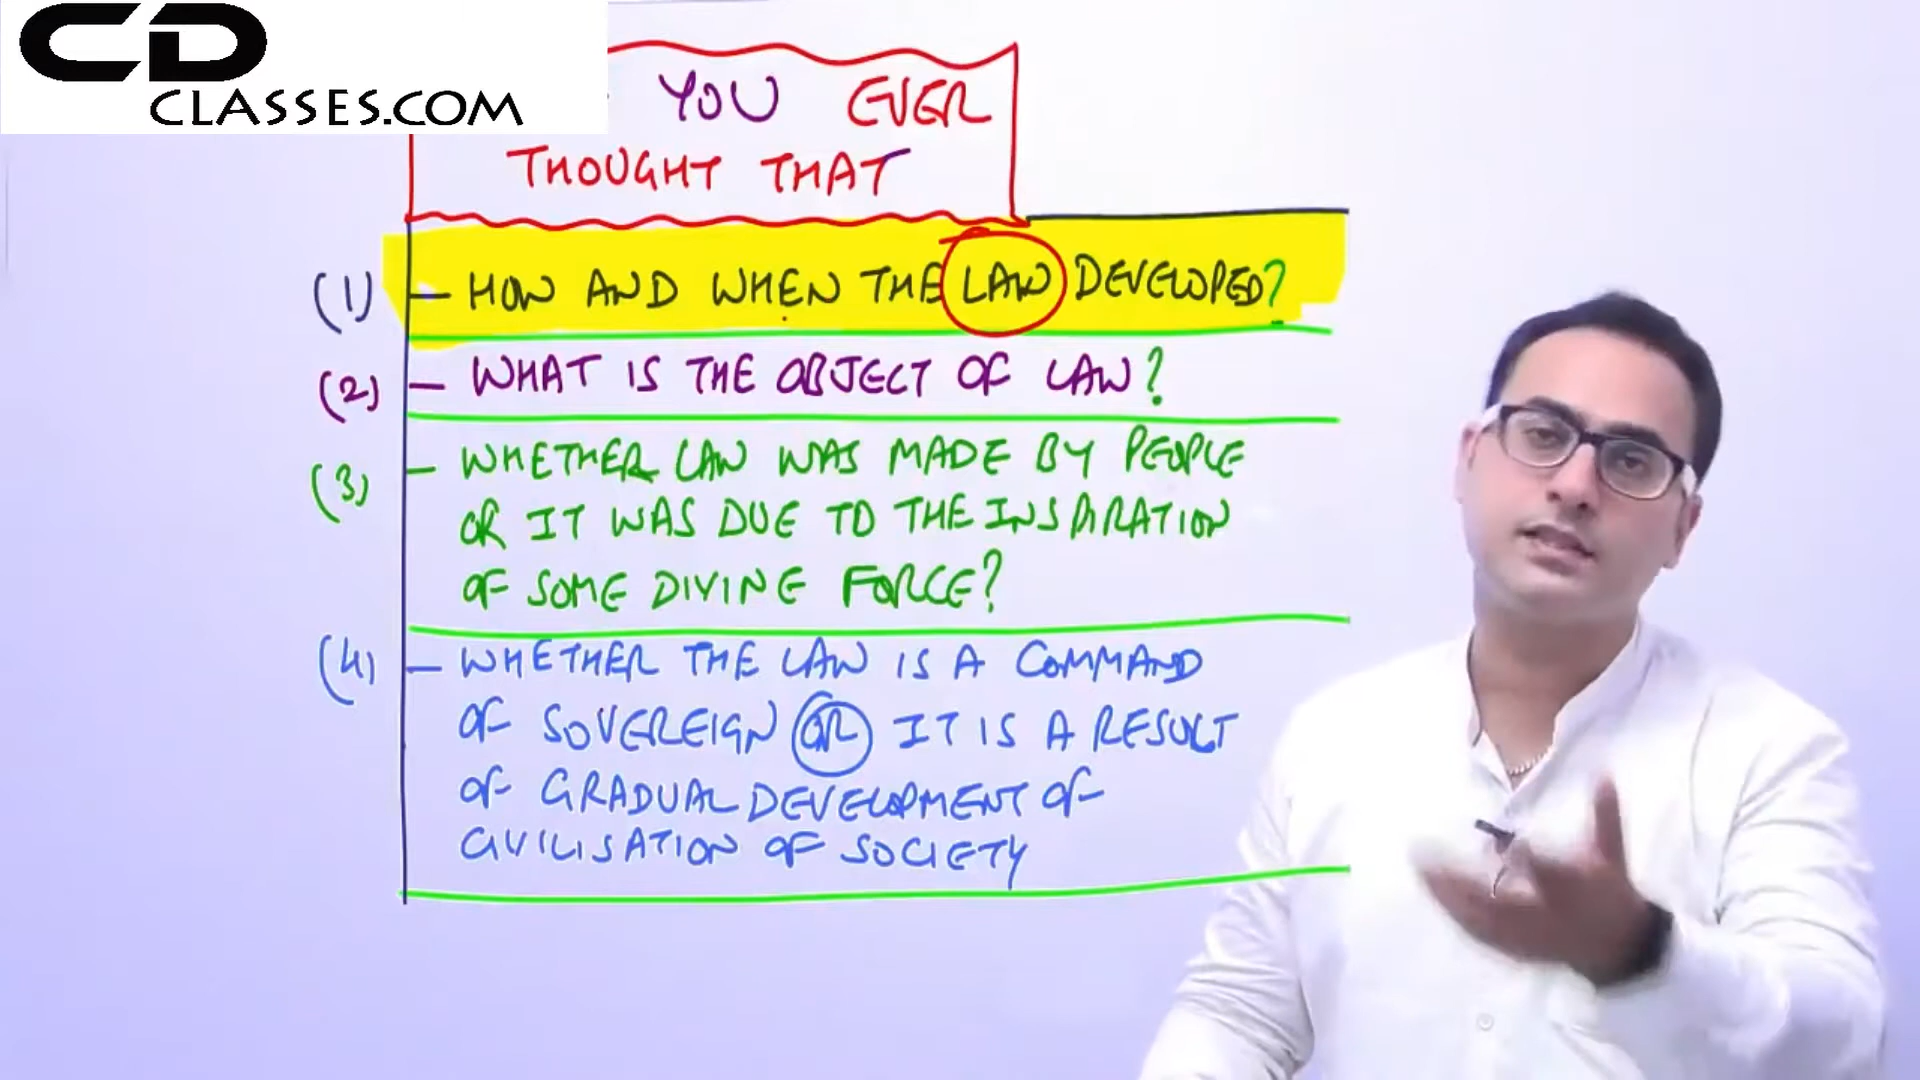 CD
CLASSES.COM
YOU EVER
THOUGHT THAT
(1) – HOW AND WHEN THE LAW DEVELOPED?
(2) – WHAT IS THE OBJECT OF LAW?
(3) – WHETHER LAW WAS MADE BY PEOPLE
OR IT WAS DUE TO THE INSPIRATION
OF SOME DIVINE FORCE?
(4) – WHETHER THE LAW IS A COMMAND
OF SOVEREIGN OR IT IS A RESULT
OF GRADUAL DEVELOPMENT OF
CIVILISATION OF SOCIETY